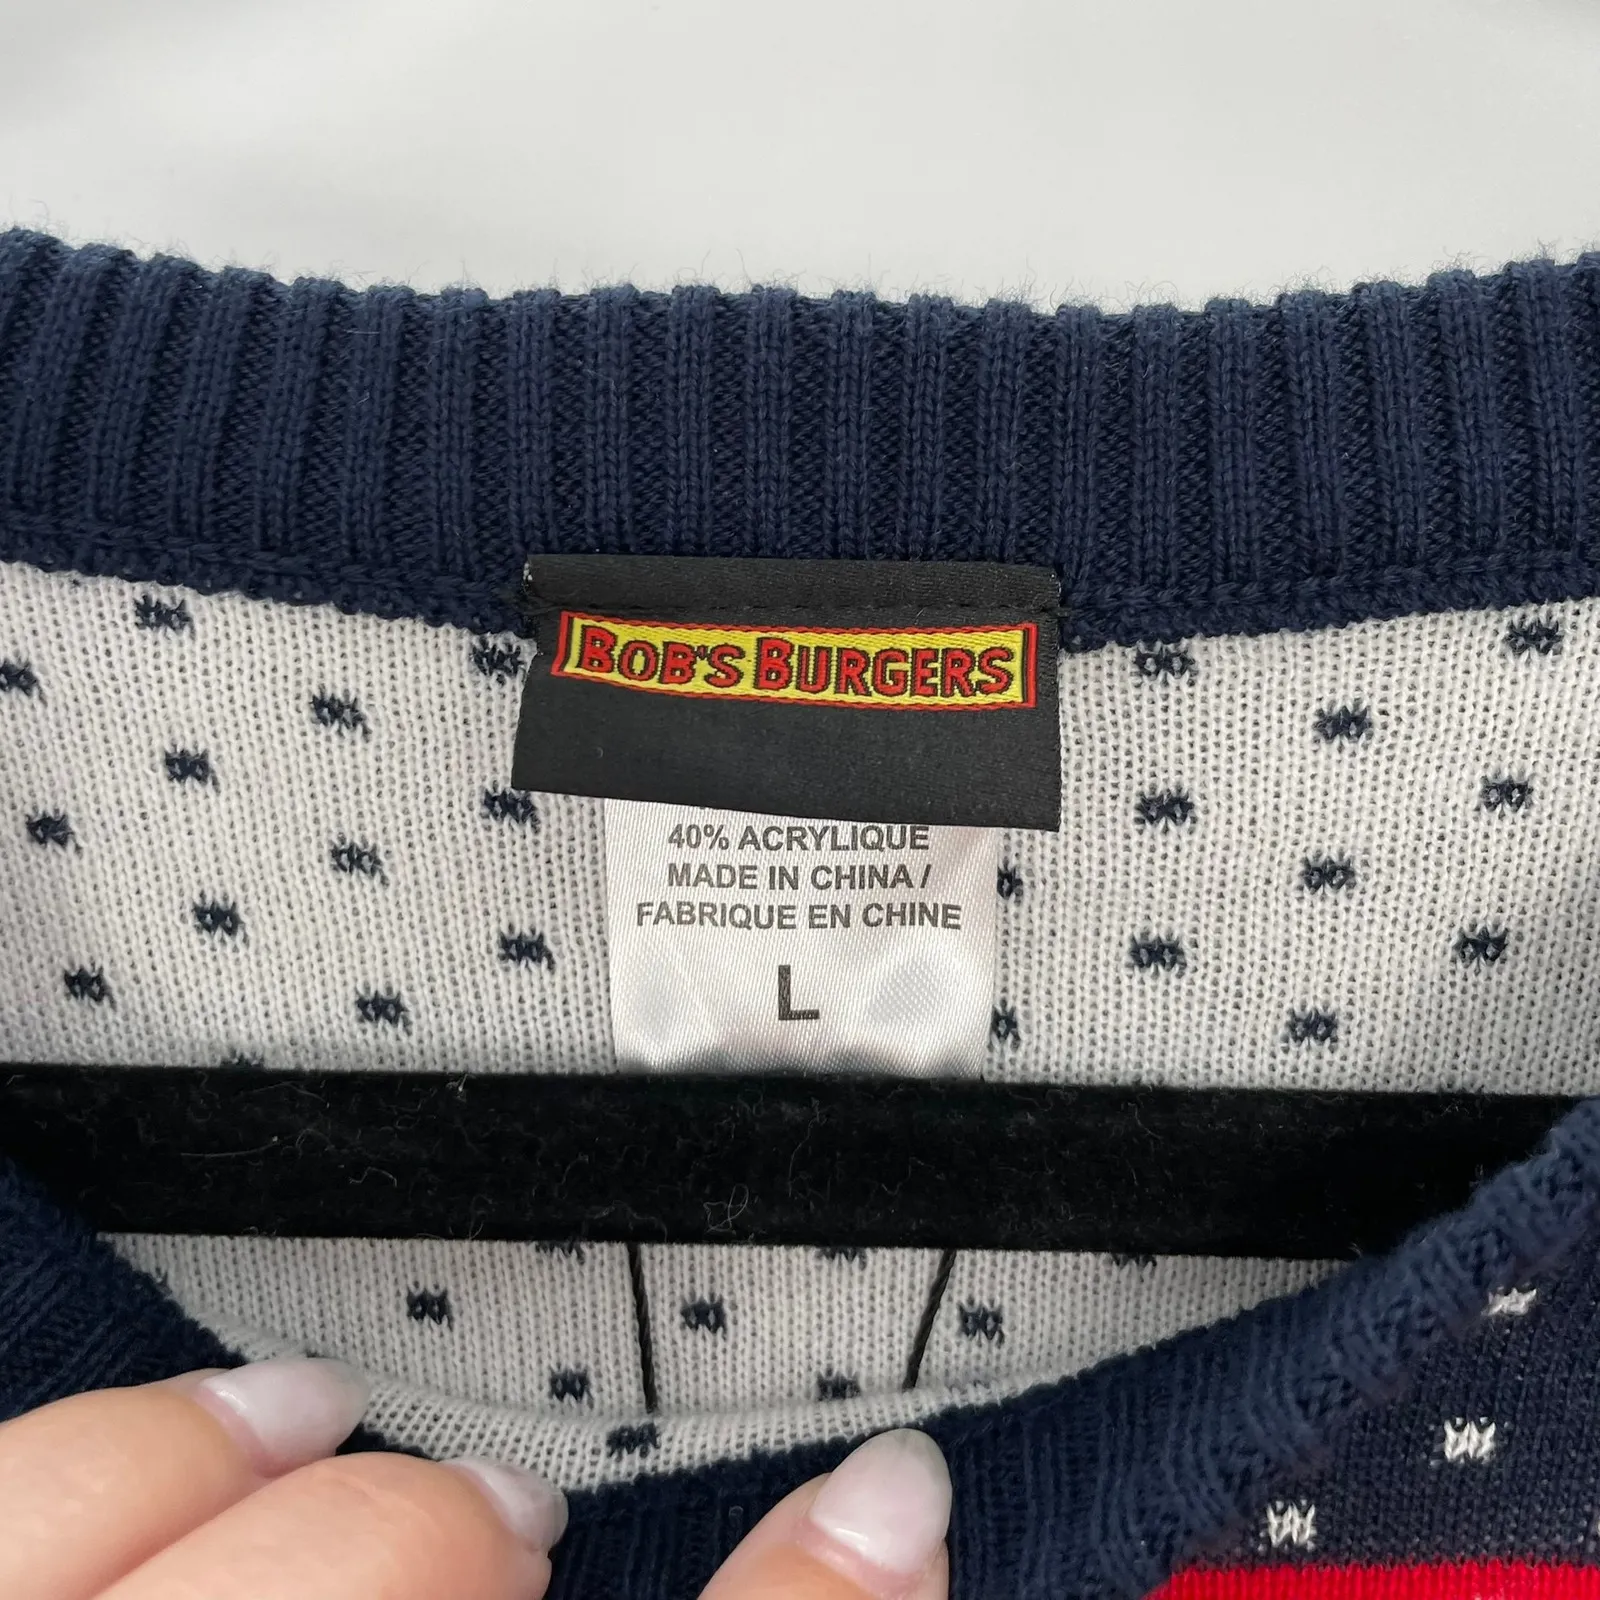 BOB'S BURGERS
40% ACRYLIQUE
MADE IN CHINA /
FABRIQUE EN CHINE
L